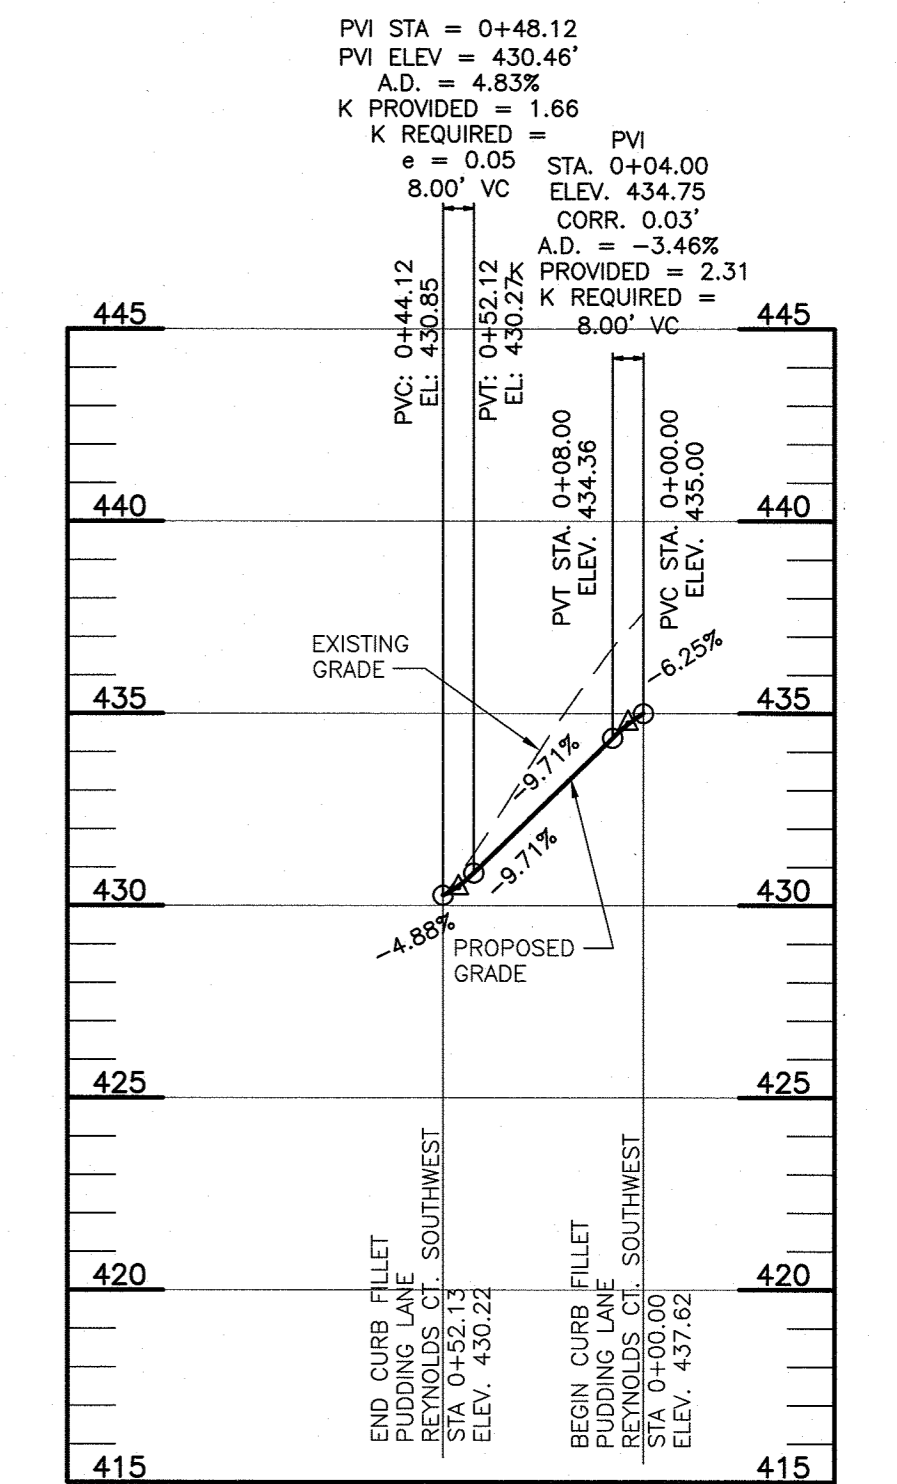 PVI STA = 0+48.12
PVI ELEV = 430.46'
A.D. = 4.83%
K PROVIDED = 1.66
K REQUIRED =
e = 0.05
8.00' VC
PVI
STA. 0+04.00
ELEV. 434.75
CORR. 0.03'
A.D. = -3.46%
K PROVIDED = 2.31
K REQUIRED =
8.00' VC
PVC: 0+44.12
EL: 430.85
PVT: 0+52.12
EL: 430.27
445
445
PVT STA. 0+08.00
ELEV. 434.36
PVC STA. 0+00.00
ELEV. 435.00
440
440
EXISTING
GRADE
-6.25%
435
435
-9.71%
-9.71%
430
430
-4.88%
PROPOSED
GRADE
425
425
END CURB FILLET
PUDDING LANE
REYNOLDS CT. SOUTHWEST
STA 0+52.13
ELEV. 430.22
BEGIN CURB FILLET
PUDDING LANE
REYNOLDS CT. SOUTHWEST
STA 0+00.00
ELEV. 437.62
420
420
415
415